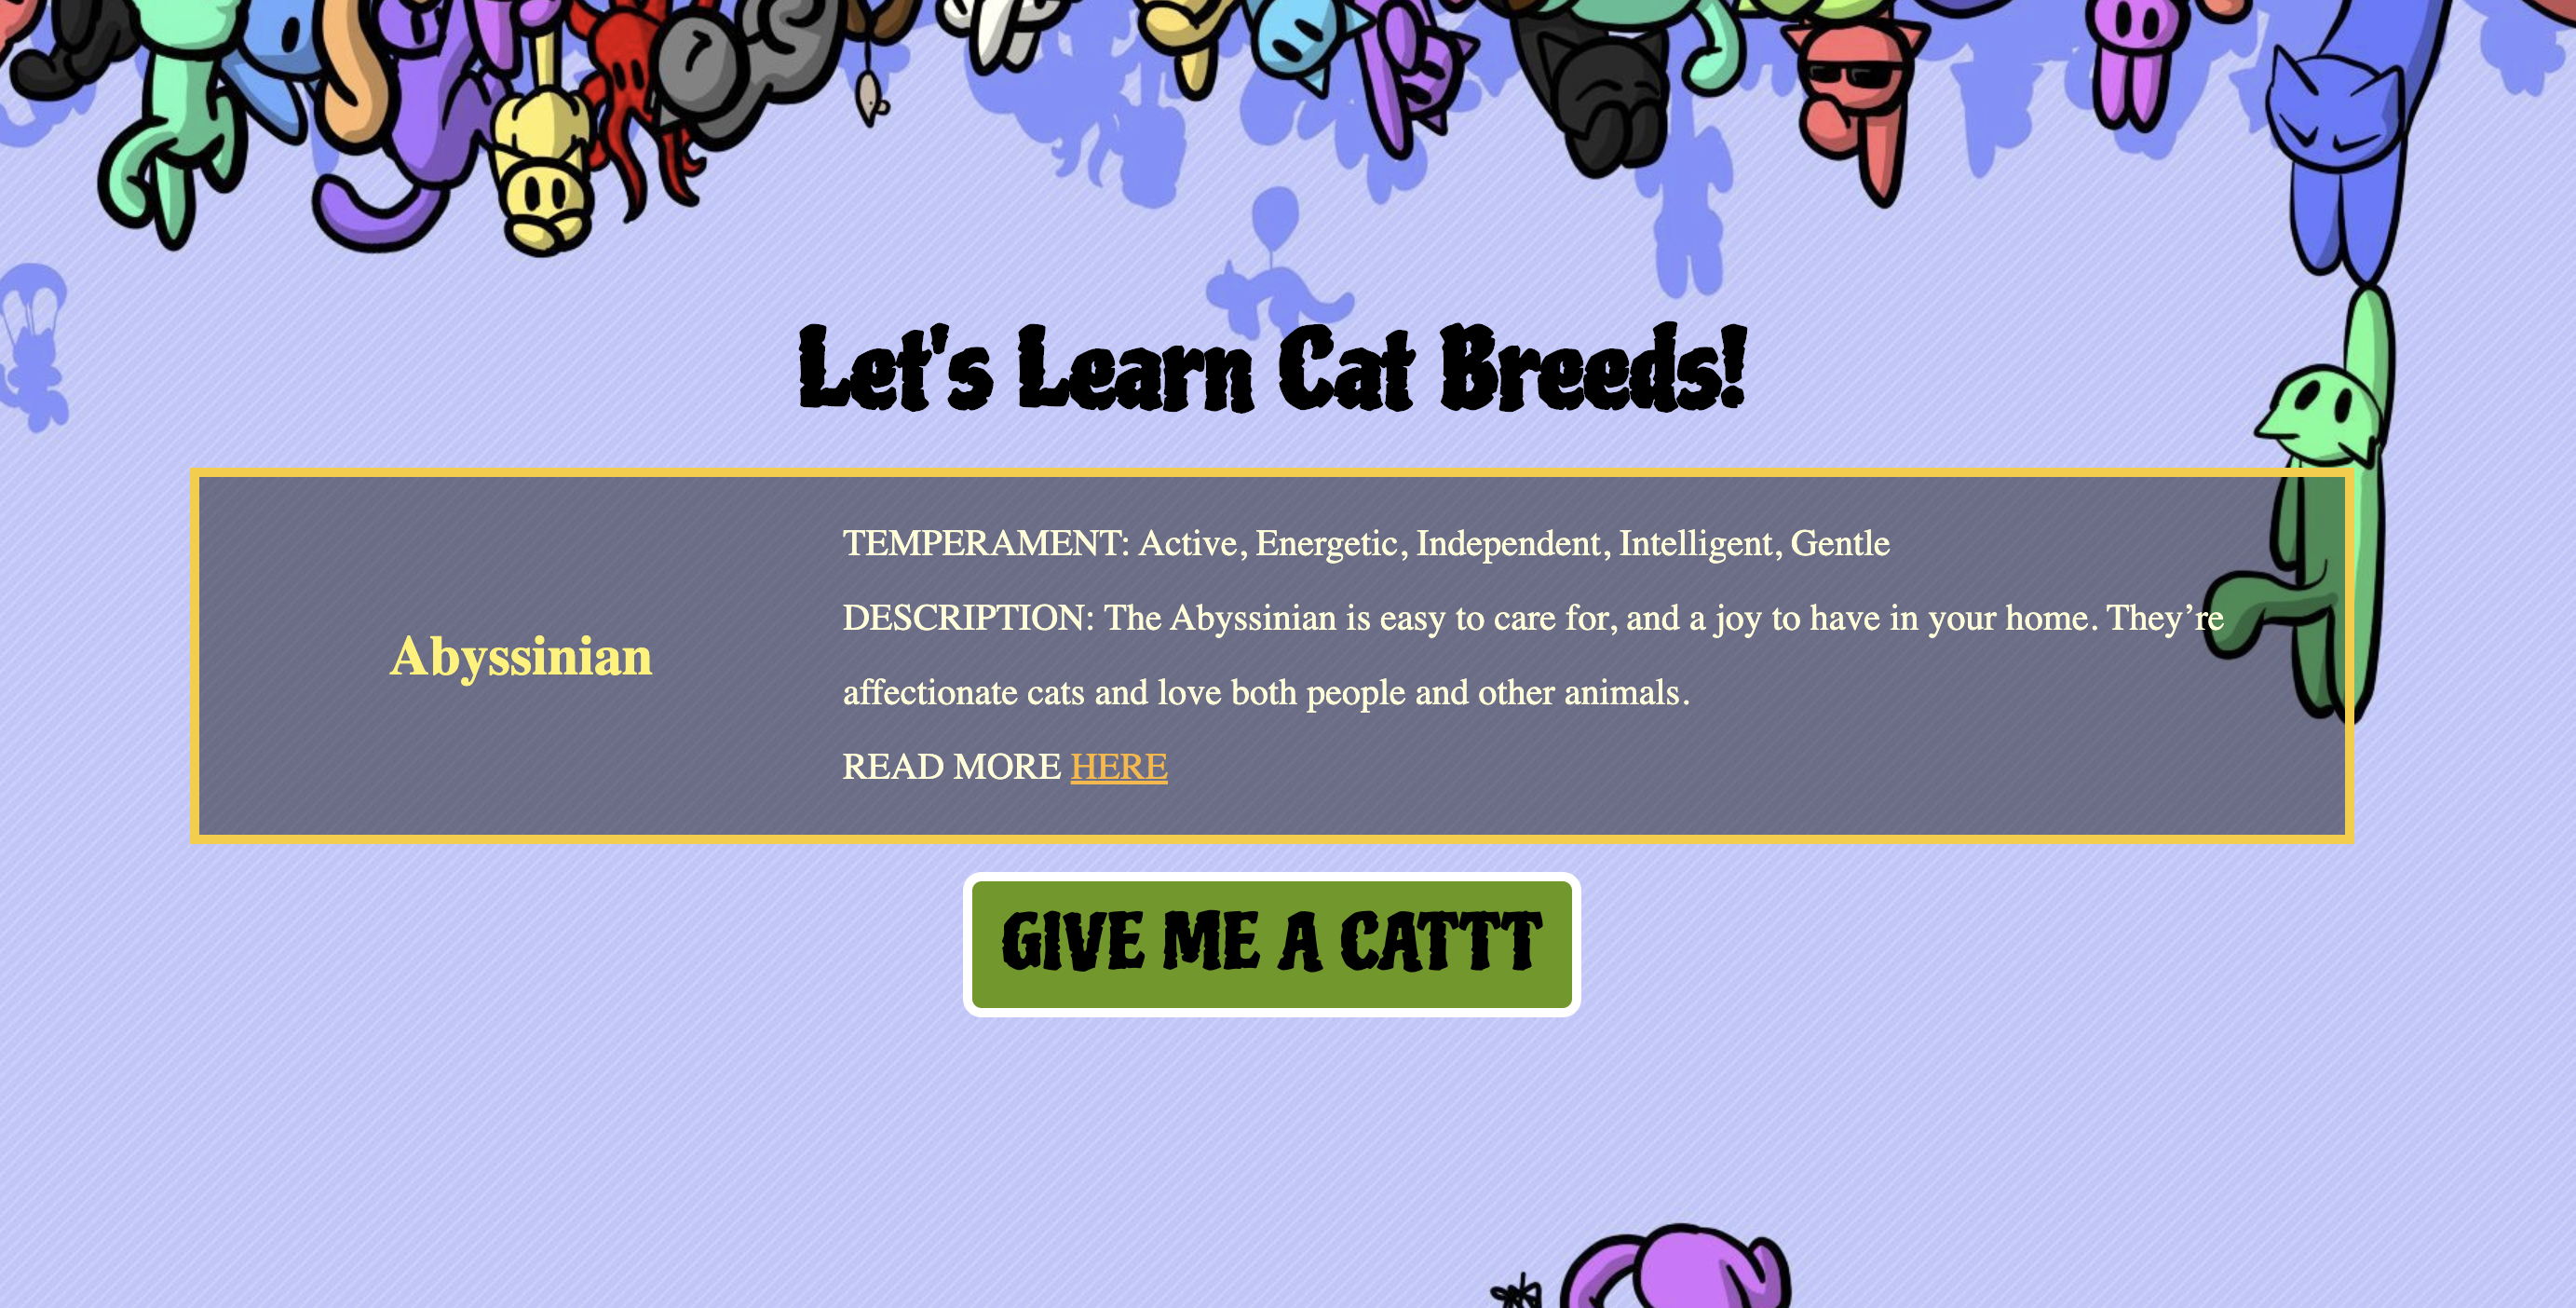 Let's Learn Cat Breeds!
Abyssinian
TEMPERAMENT: Active, Energetic, Independent, Intelligent, Gentle
DESCRIPTION: The Abyssinian is easy to care for, and a joy to have in your home. They’re
affectionate cats and love both people and other animals.
READ MORE HERE
GIVE ME A CATTT